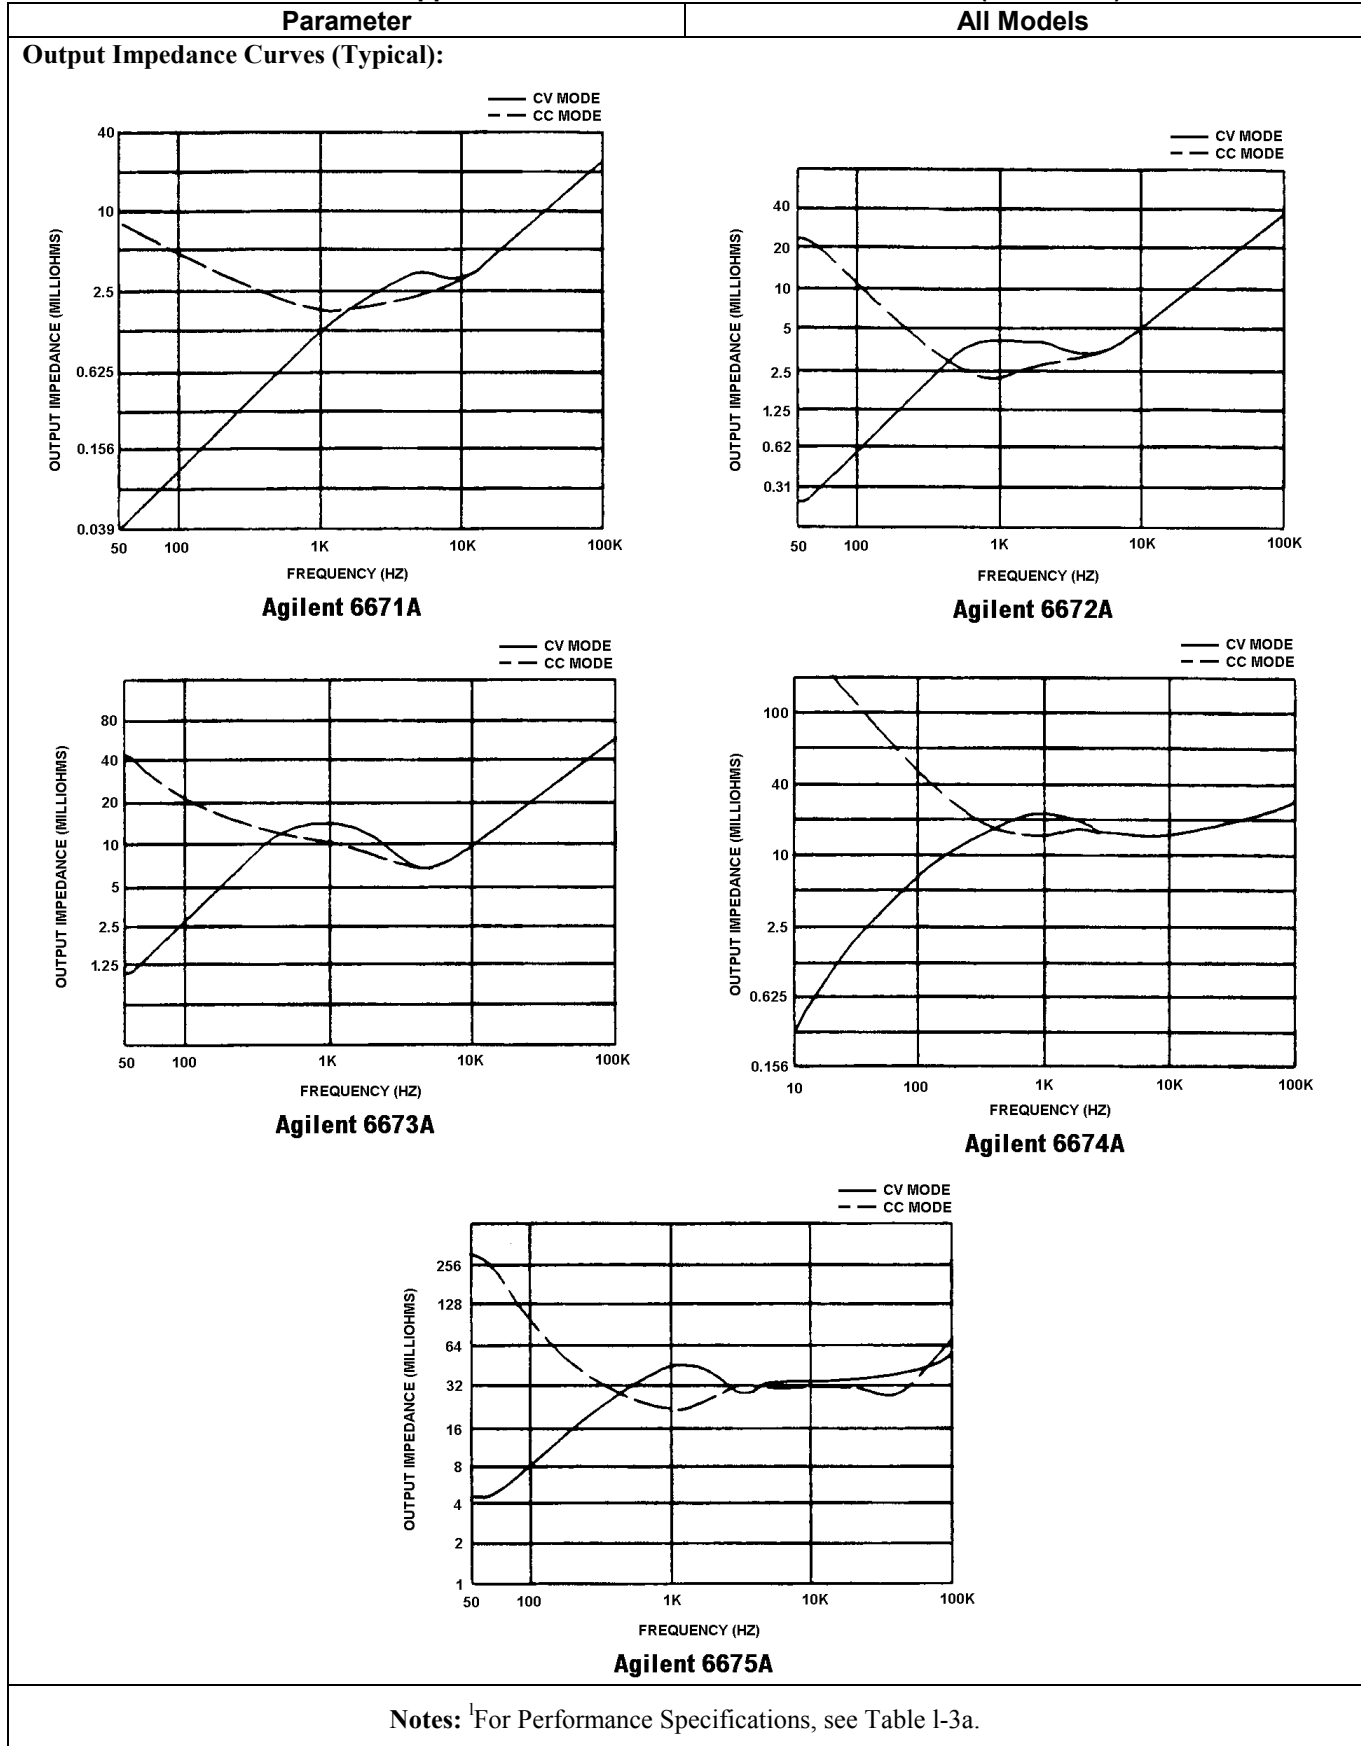 Parameter All Models
Output Impedance Curves (Typical):
CV MODE
CC MODE
OUTPUT IMPEDANCE (MILLIOHMS)
40
10
2.5
0.625
0.156
0.039
50 100 1K 10K 100K
FREQUENCY (HZ)
Agilent 6671A
CV MODE
CC MODE
OUTPUT IMPEDANCE (MILLIOHMS)
40
20
10
5
2.5
1.25
0.62
0.31
50 100 1K 10K 100K
FREQUENCY (HZ)
Agilent 6672A
CV MODE
CC MODE
OUTPUT IMPEDANCE (MILLIOHMS)
80
40
20
10
5
2.5
1.25
50 100 1K 10K 100K
FREQUENCY (HZ)
Agilent 6673A
CV MODE
CC MODE
OUTPUT IMPEDANCE (MILLIOHMS)
100
40
10
2.5
0.625
0.156
10 100 1K 10K 100K
FREQUENCY (HZ)
Agilent 6674A
CV MODE
CC MODE
OUTPUT IMPEDANCE (MILLIOHMS)
256
128
64
32
16
8
4
2
1
50 100 1K 10K 100K
FREQUENCY (HZ)
Agilent 6675A
Notes: lFor Performance Specifications, see Table l-3a.